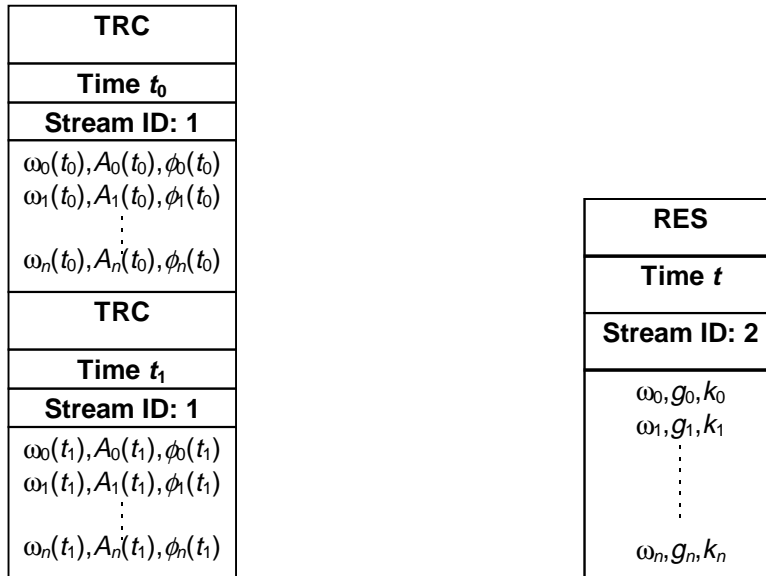 TRC
Time t₀
Stream ID: 1
ω₀(t₀),A₀(t₀),ϕ₀(t₀)
ω₁(t₀),A₁(t₀),ϕ₁(t₀)
ωₙ(t₀),Aₙ(t₀),ϕₙ(t₀)
TRC
Time t₁
Stream ID: 1
ω₀(t₁),A₀(t₁),ϕ₀(t₁)
ω₁(t₁),A₁(t₁),ϕ₁(t₁)
ωₙ(t₁),Aₙ(t₁),ϕₙ(t₁)
RES
Time t
Stream ID: 2
ω₀,g₀,k₀
ω₁,g₁,k₁
ωₙ,gₙ,kₙ